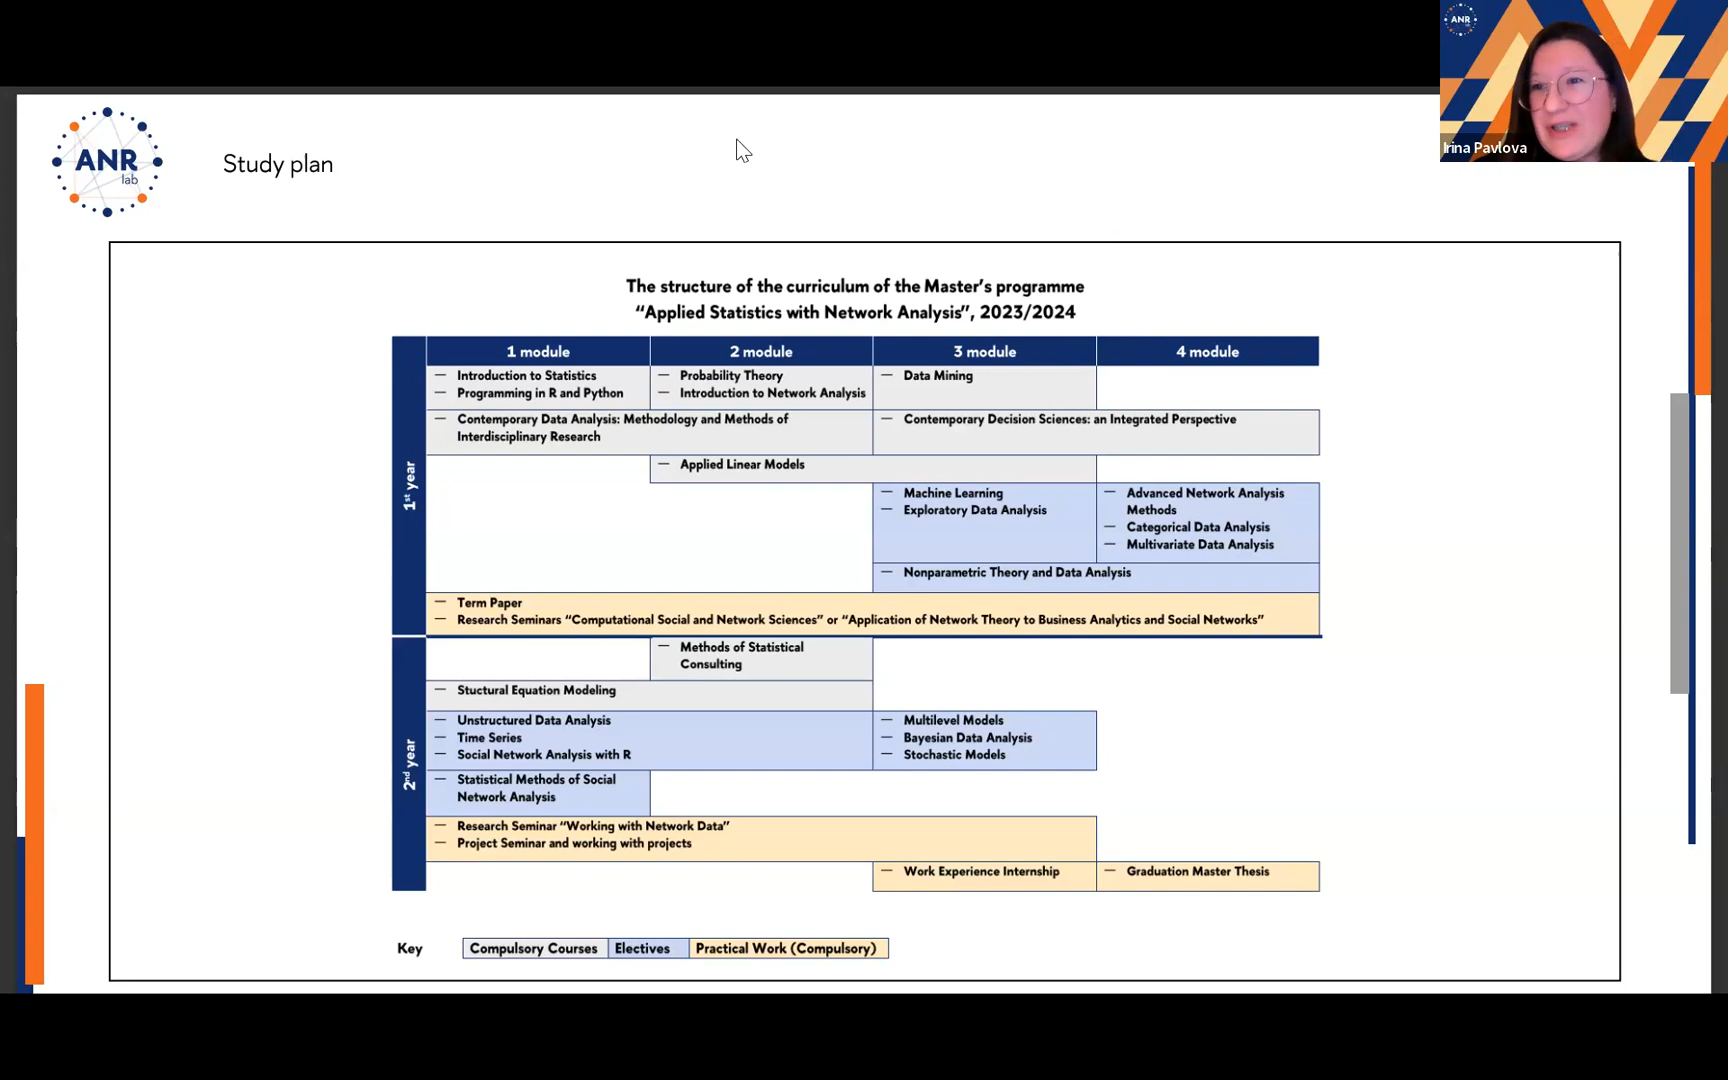 ANR
lab
Irina Pavlova
ANR
lab
Study plan
The structure of the curriculum of the Master's programme
“Applied Statistics with Network Analysis”, 2023/2024
1 module
2 module
3 module
4 module
1st year
— Introduction to Statistics
— Programming in R and Python
— Probability Theory
— Introduction to Network Analysis
— Data Mining
— Contemporary Data Analysis: Methodology and Methods of
Interdisciplinary Research
— Contemporary Decision Sciences: an Integrated Perspective
— Applied Linear Models
— Machine Learning
— Exploratory Data Analysis
— Advanced Network Analysis
Methods
— Categorical Data Analysis
— Multivariate Data Analysis
— Nonparametric Theory and Data Analysis
— Term Paper
— Research Seminars “Computational Social and Network Sciences” or “Application of Network Theory to Business Analytics and Social Networks”
2nd year
— Methods of Statistical
Consulting
— Stuctural Equation Modeling
— Unstructured Data Analysis
— Time Series
— Social Network Analysis with R
— Multilevel Models
— Bayesian Data Analysis
— Stochastic Models
— Statistical Methods of Social
Network Analysis
— Research Seminar “Working with Network Data”
— Project Seminar and working with projects
— Work Experience Internship
— Graduation Master Thesis
Key
Compulsory Courses
Electives
Practical Work (Compulsory)